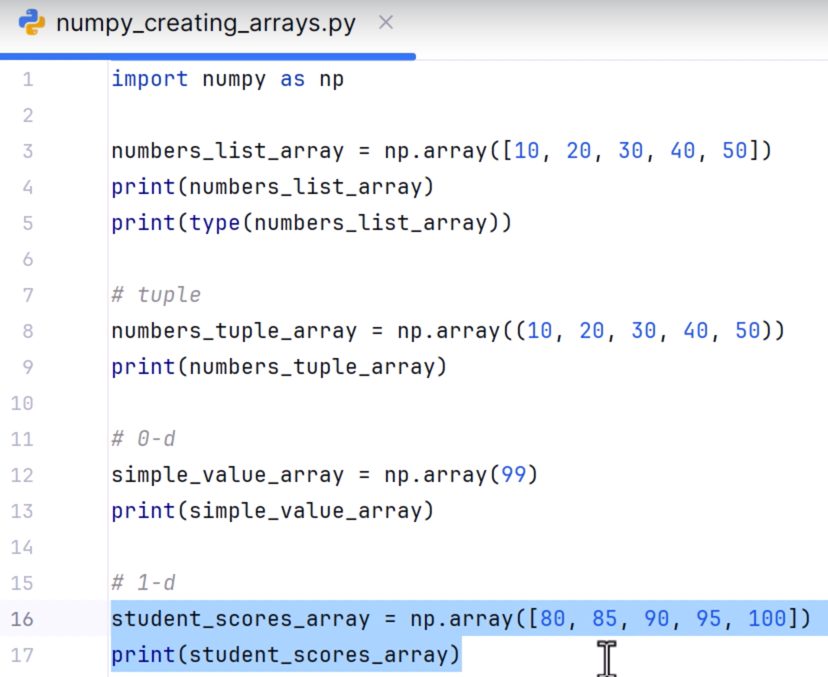 numpy_creating_arrays.py ×
1 import numpy as np
2
3 numbers_list_array = np.array([10, 20, 30, 40, 50])
4 print(numbers_list_array)
5 print(type(numbers_list_array))
6
7 # tuple
8 numbers_tuple_array = np.array((10, 20, 30, 40, 50))
9 print(numbers_tuple_array)
10
11 # 0-d
12 simple_value_array = np.array(99)
13 print(simple_value_array)
14
15 # 1-d
16 student_scores_array = np.array([80, 85, 90, 95, 100])
17 print(student_scores_array)